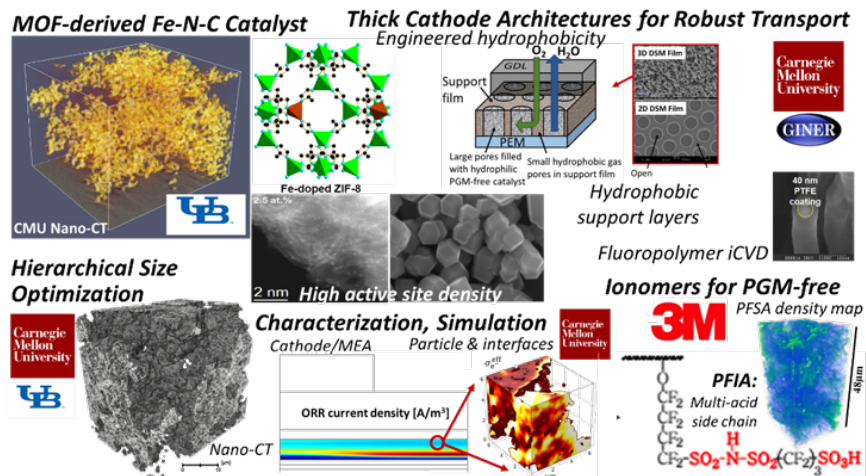 MOF-derived Fe-N-C Catalyst
CMU Nano-CT
UB
Fe-doped ZIF-8
2.5 at.%
2 nm
High active site density
Thick Cathode Architectures for Robust Transport
Engineered hydrophobicity
O₂ H₂O
GDL
Support
film
PEM
Large pores filled
with hydrophilic
PGM-free catalyst
Small hydrophobic gas
pores in support film
3D DSM Film
2D DSM Film
Open
Carnegie
Mellon
University
GINER
Hydrophobic
support layers
40 nm
PTFE
coating
Fluoropolymer iCVD
Hierarchical Size
Optimization
Carnegie
Mellon
University
UB
Nano-CT
Characterization, Simulation
Cathode/MEA
Particle & interfaces
Carnegie
Mellon
University
ORR current density [A/m³]
Ionomers for PGM-free
3M
PFSA density map
48μm
PFIA:
Multi-acid
side chain
O
CF₂
CF₂
CF₂
CF₂
SO₂-N-SO₂(CF₂)₃SO₃H
H